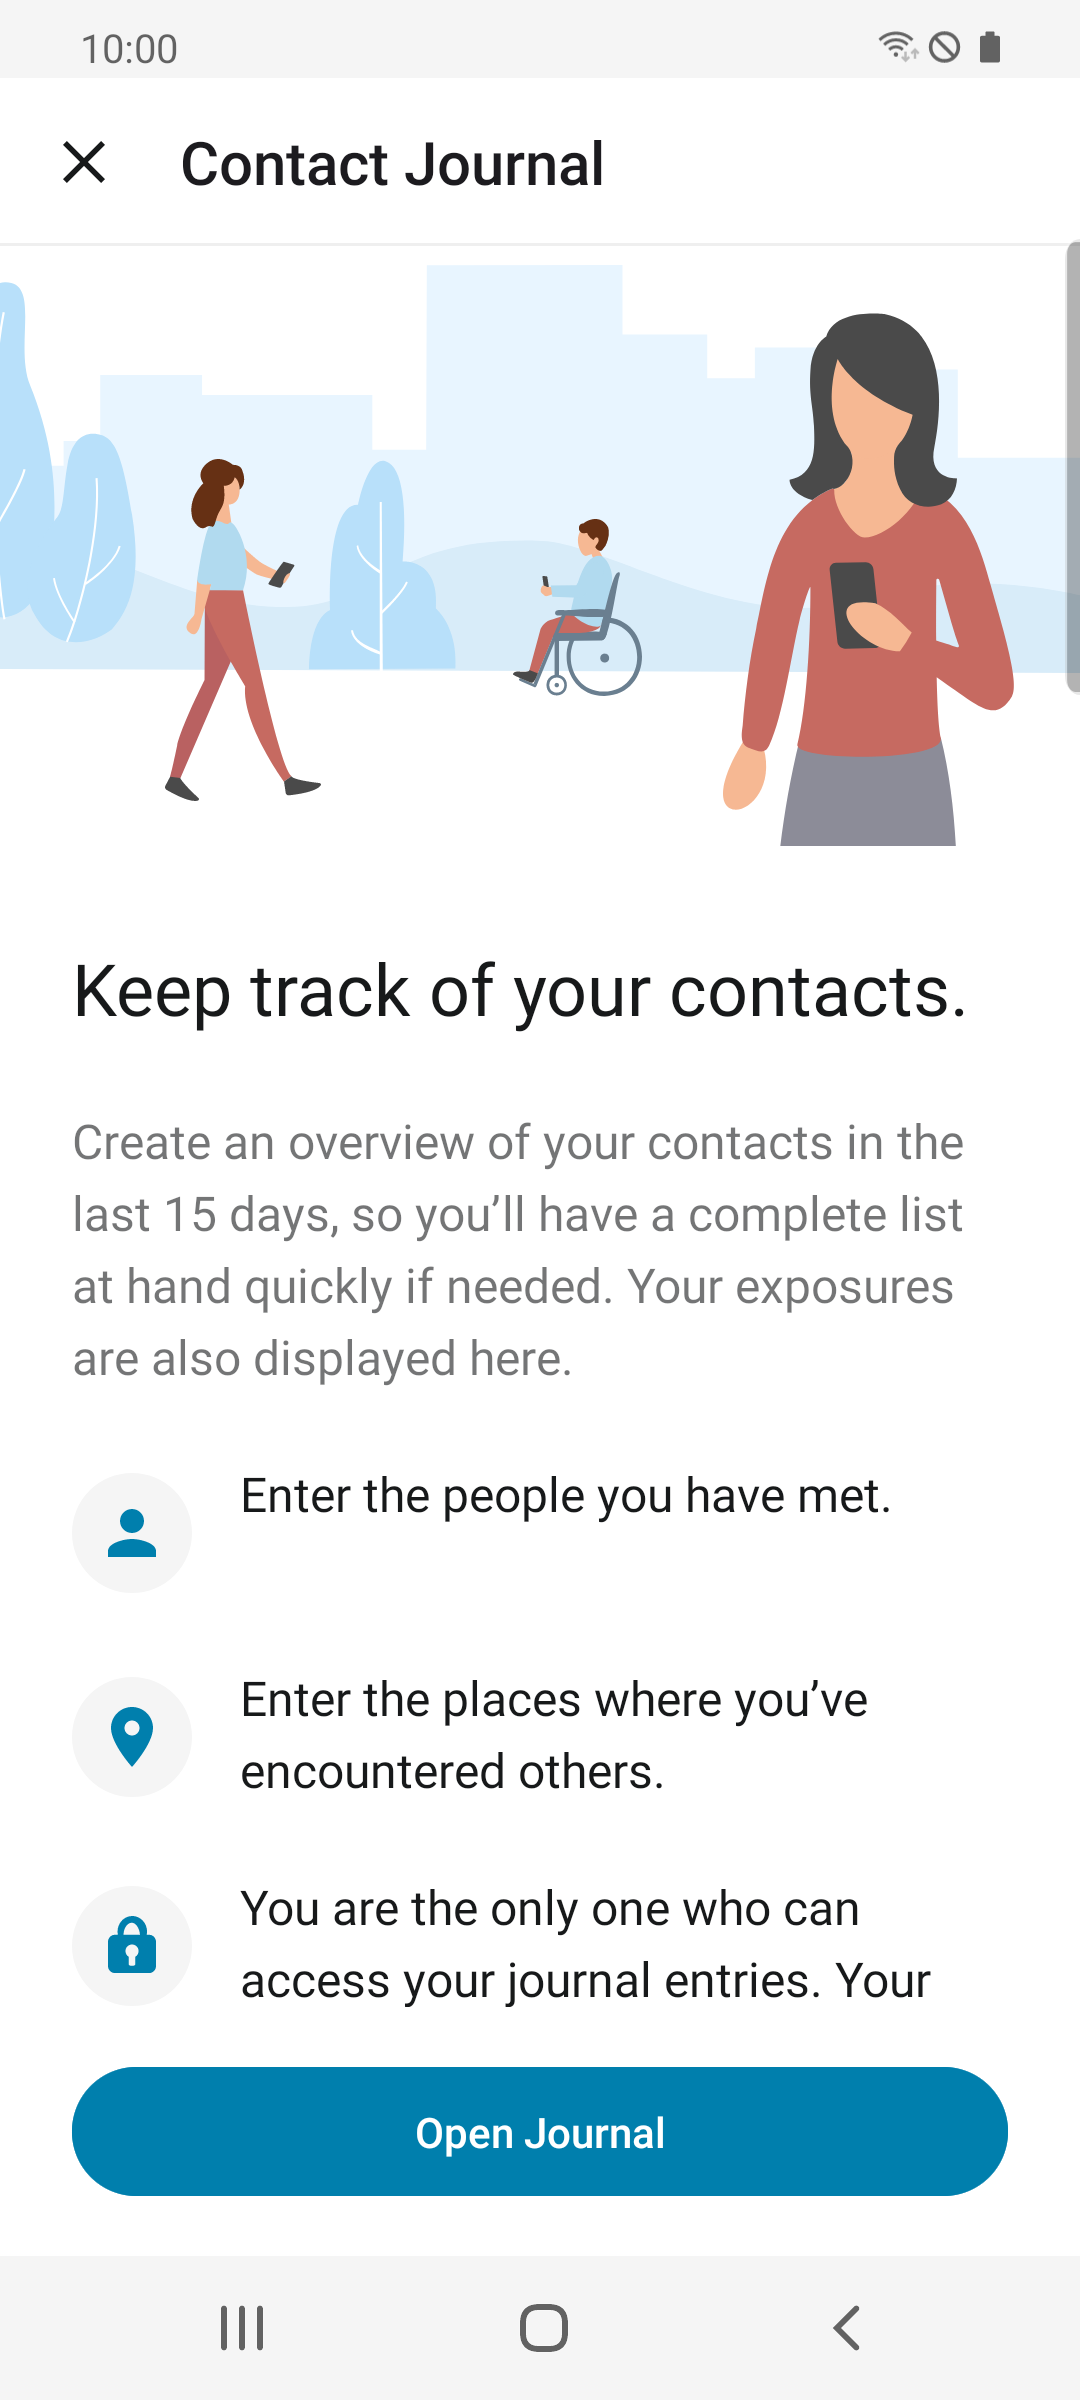 10:00
Contact Journal
Keep track of your contacts.
Create an overview of your contacts in the
last 15 days, so you’ll have a complete list
at hand quickly if needed. Your exposures
are also displayed here.
Enter the people you have met.
Enter the places where you’ve
encountered others.
You are the only one who can
access your journal entries. Your
Open Journal